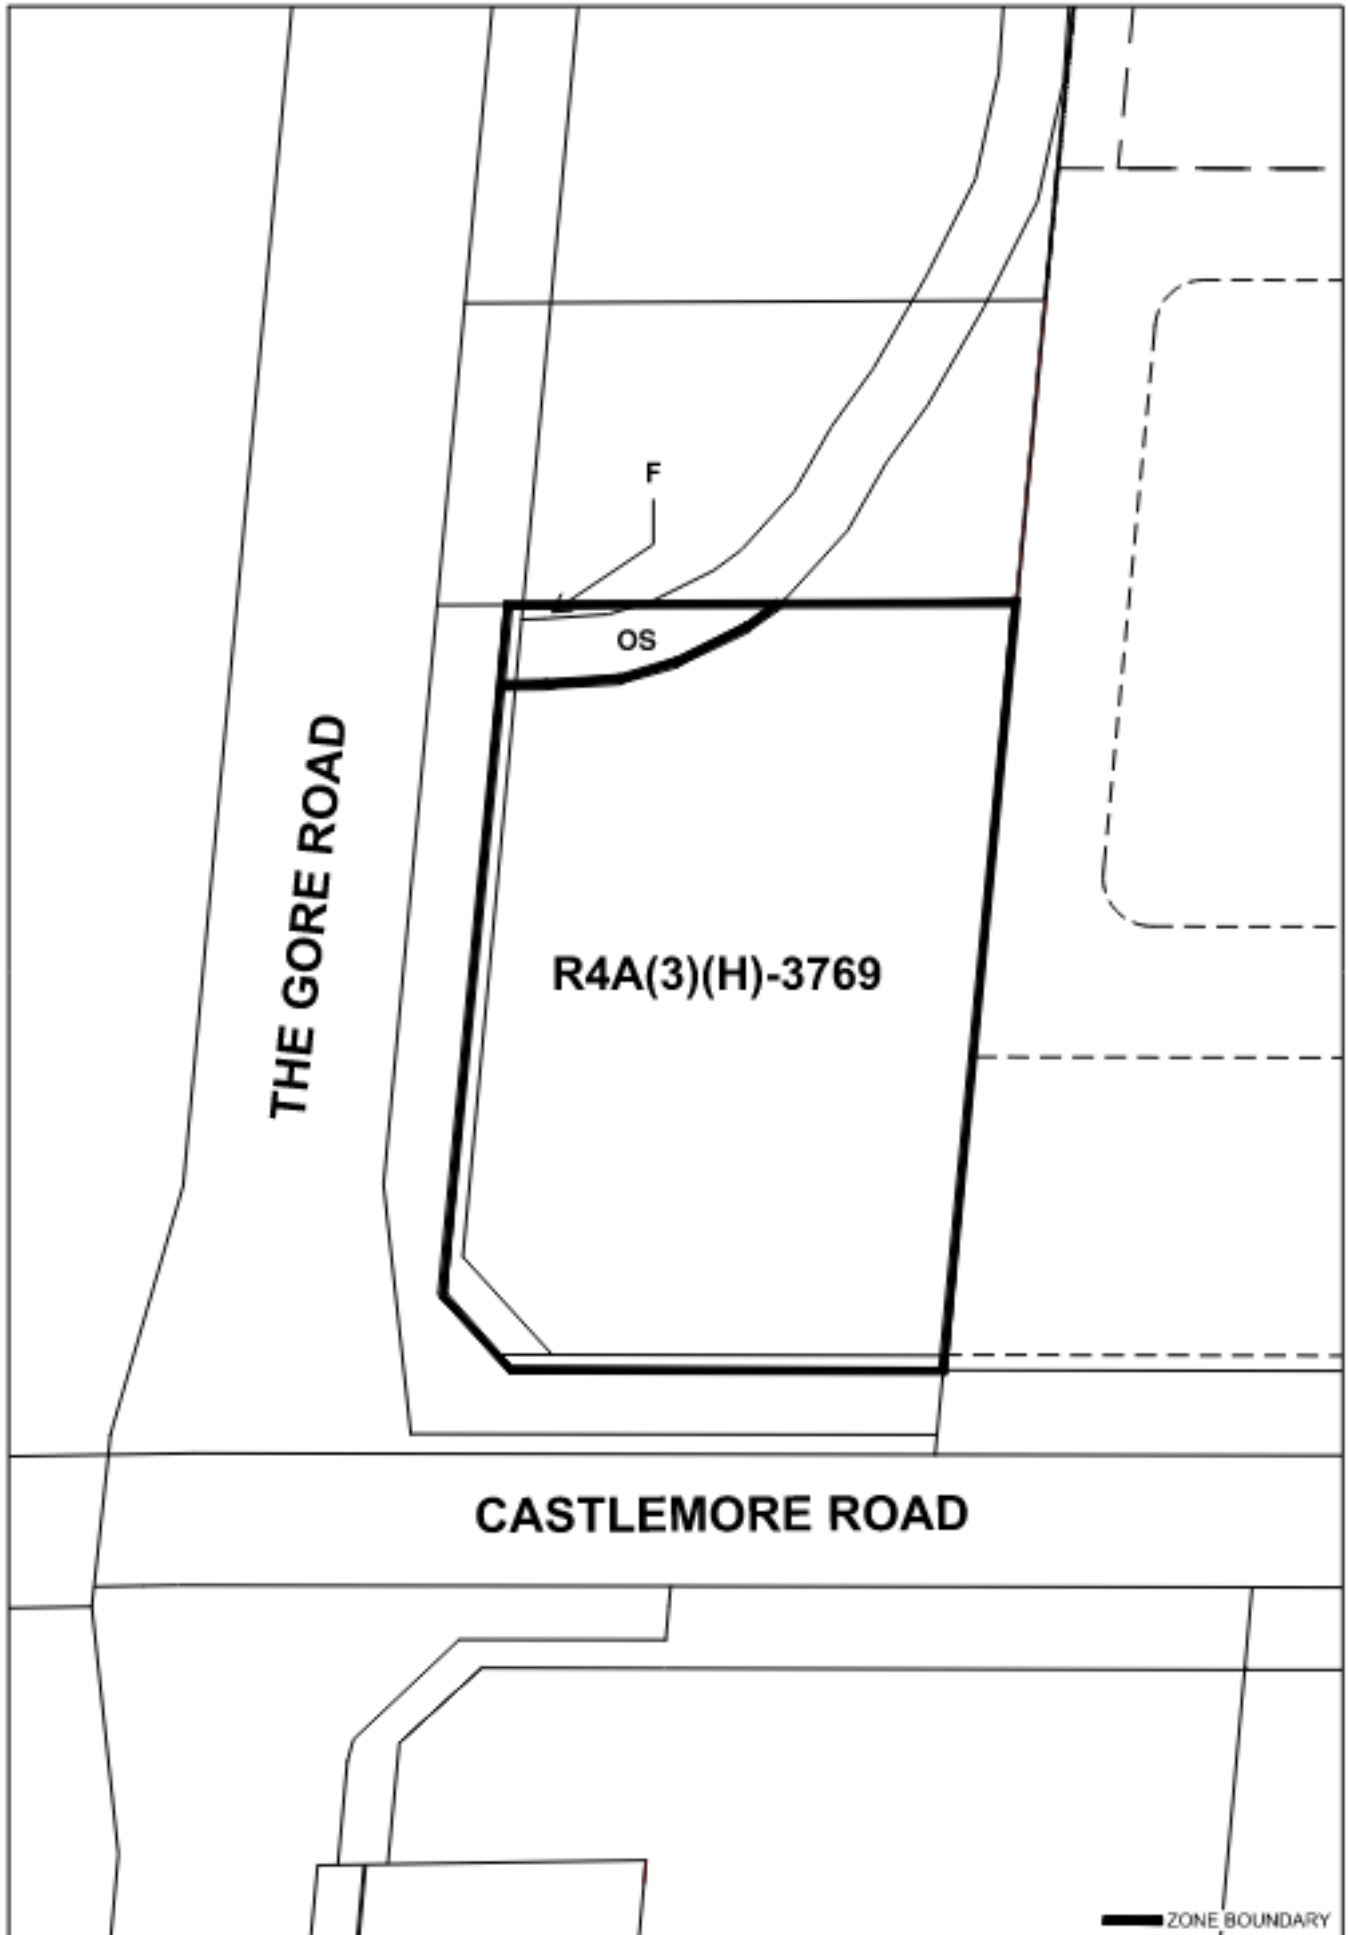 F
OS
THE GORE ROAD
R4A(3)(H)-3769
CASTLEMORE ROAD
ZONE BOUNDARY